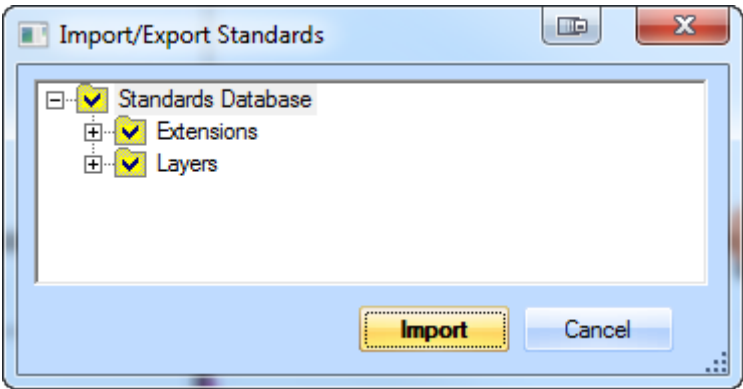 Import/Export Standards
Standards Database
Extensions
Layers
Import Cancel